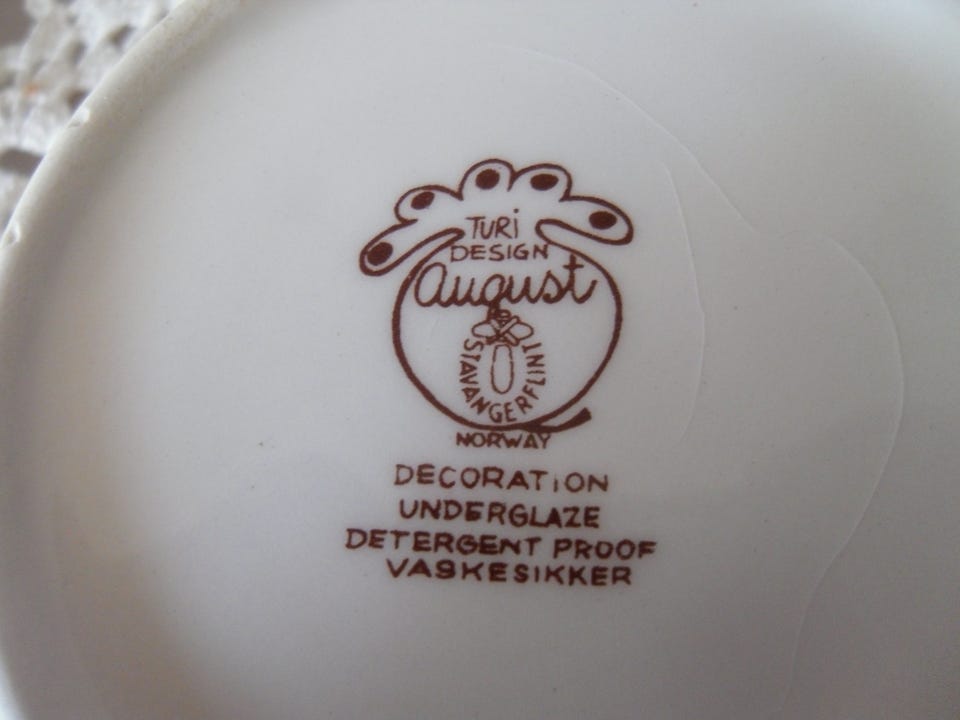 TURi
DESIGN
august
STAVANGERFLINT
NORWAY
DECORATiON
UNDERGLAZE
DETERGENT PROOF
VASKESIKKER